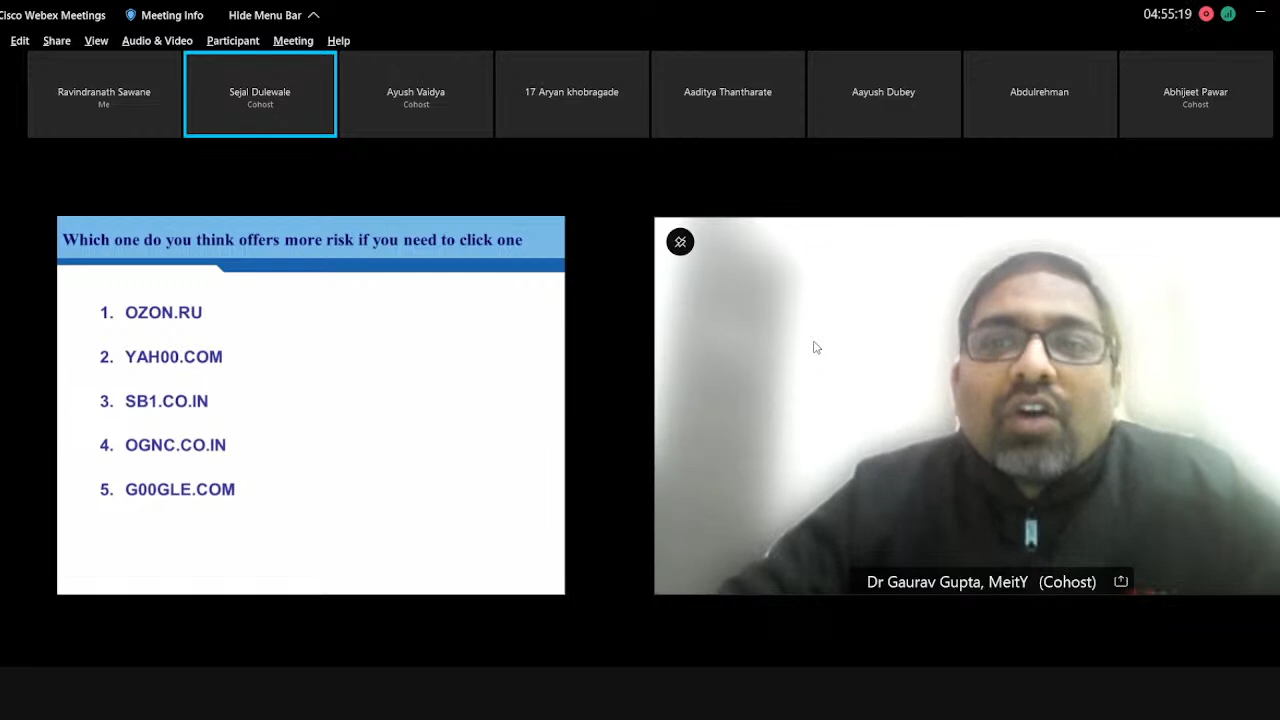 Cisco Webex Meetings Meeting Info Hide Menu Bar 04:55:19
Edit Share View Audio & Video Participant Meeting Help
Ravindranath Sawane
Me
Sejal Dulewale
Cohost
Ayush Vaidya
Cohost
17 Aryan khobragade
Aaditya Thantharate
Aayush Dubey
Abdulrehman
Abhijeet Pawar
Cohost
Which one do you think offers more risk if you need to click one
1. OZON.RU
2. YAH00.COM
3. SB1.CO.IN
4. OGNC.CO.IN
5. G00GLE.COM
Dr Gaurav Gupta, MeitY (Cohost)